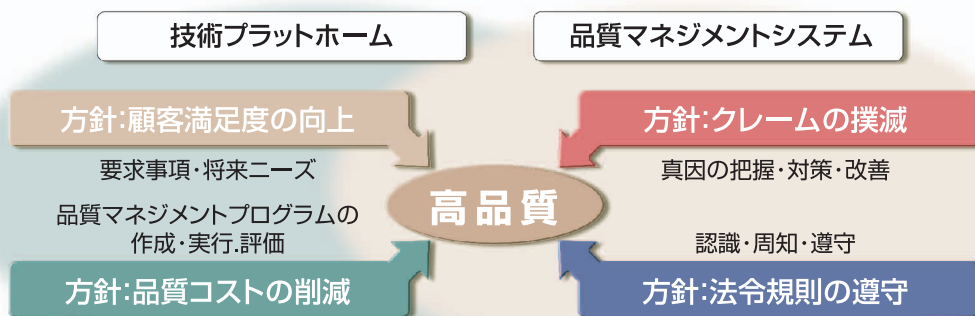 技術プラットホーム
品質マネジメントシステム
方針:顧客満足度の向上
方針:クレームの撲滅
要求事項・将来ニーズ
真因の把握・対策・改善
高品質
品質マネジメントプログラムの
作成・実行.評価
認識・周知・遵守
方針:品質コストの削減
方針:法令規則の遵守